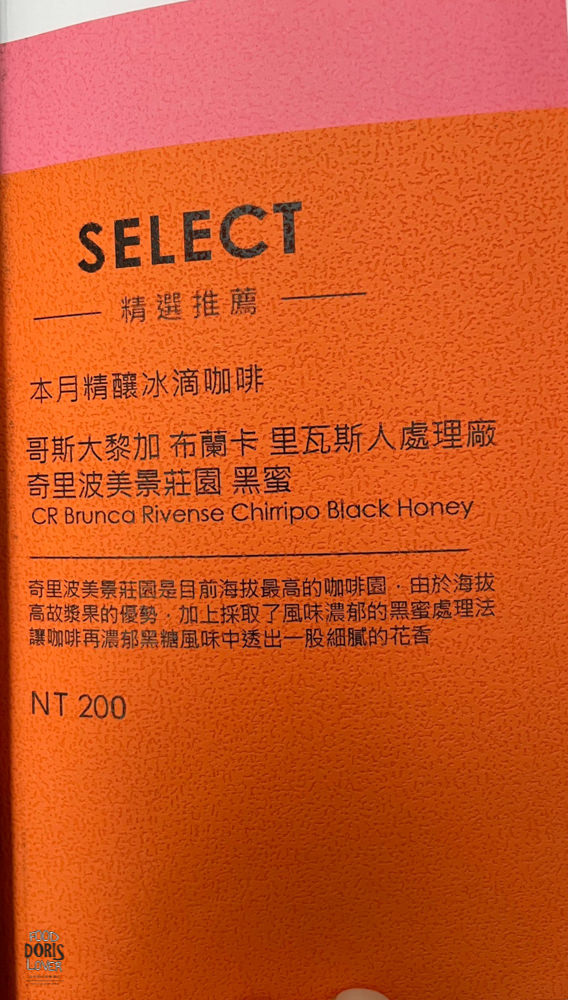 SELECT
精選推薦
本月精釀冰滴咖啡
哥斯大黎加 布蘭卡 里瓦斯人處理廠
奇里波美景莊園 黑蜜
CR Brunca Rivense Chirripo Black Honey
奇里波美景莊園是目前海拔最高的咖啡園，由於海拔
高故漿果的優勢，加上採取了風味濃郁的黑蜜處理法
讓咖啡再濃郁黑糖風味中透出一股細膩的花香
NT 200
FOOD
DORIS
LOVER